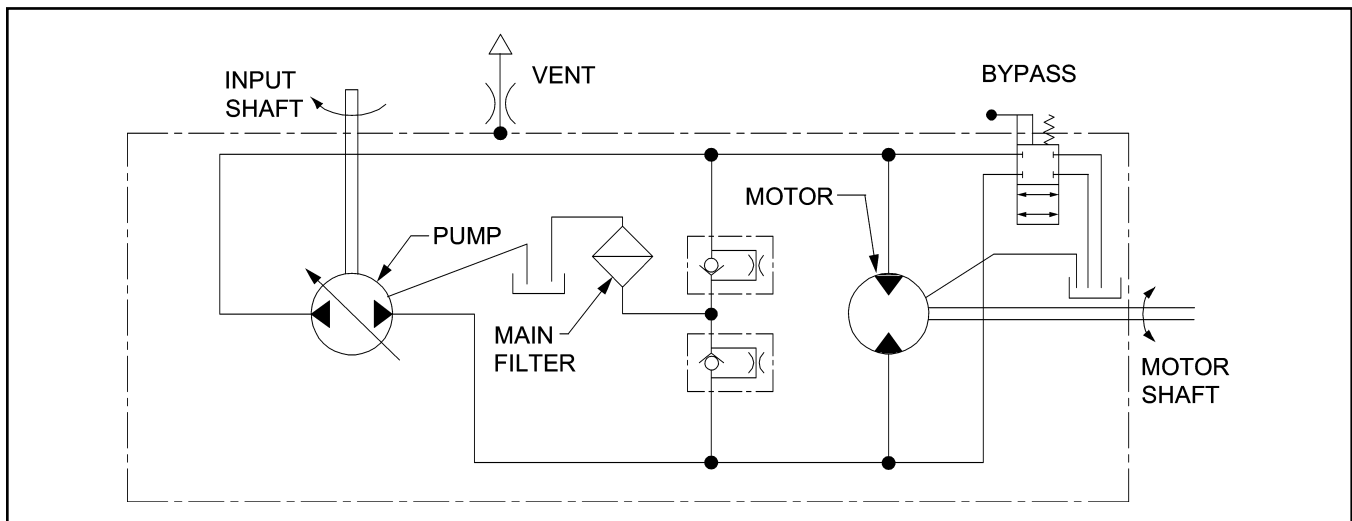 INPUT
SHAFT
VENT
BYPASS
MOTOR
PUMP
MAIN
FILTER
MOTOR
SHAFT